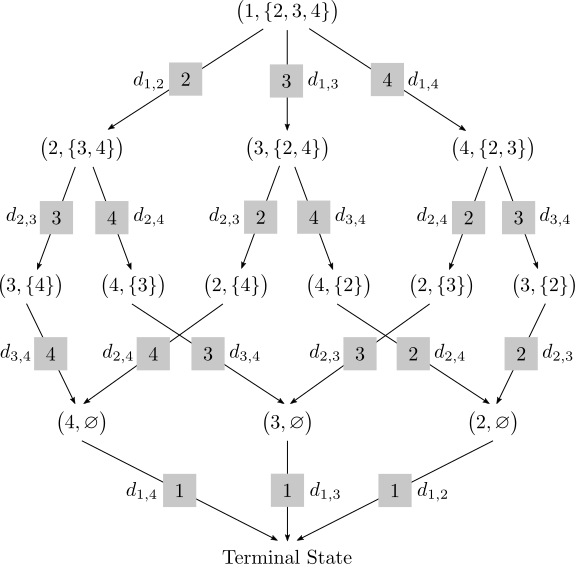 (1, {2, 3, 4})
d1,2 2 3 d1,3 4 d1,4
(2, {3, 4}) (3, {2, 4}) (4, {2, 3})
d2,3 3 4 d2,4 d2,3 2 4 d3,4 d2,4 2 3 d3,4
(3, {4}) (4, {3}) (2, {4}) (4, {2}) (2, {3}) (3, {2})
d3,4 4 d2,4 4 3 d3,4 d2,3 3 2 d2,4 2 d2,3
(4, ∅) (3, ∅) (2, ∅)
d1,4 1 1 d1,3 1 d1,2
Terminal State